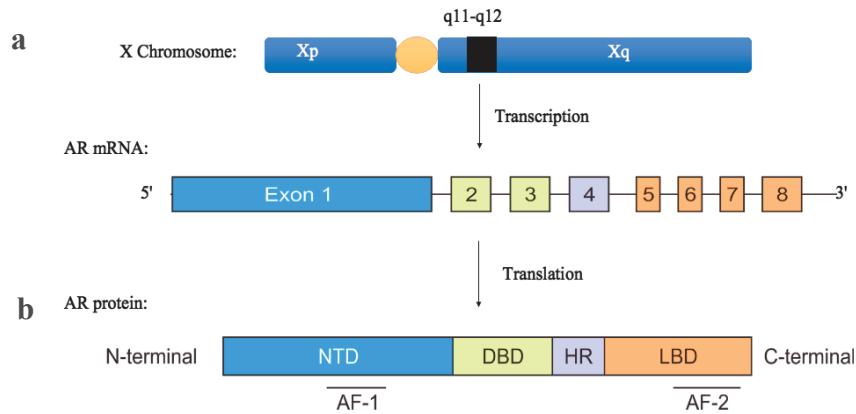 q11-q12
a
X Chromosome:
Xp
Xq
Transcription
AR mRNA:
5'
Exon 1
2
3
4
5
6
7
8
3'
Translation
b
AR protein:
N-terminal
NTD
DBD
HR
LBD
C-terminal
AF-1
AF-2